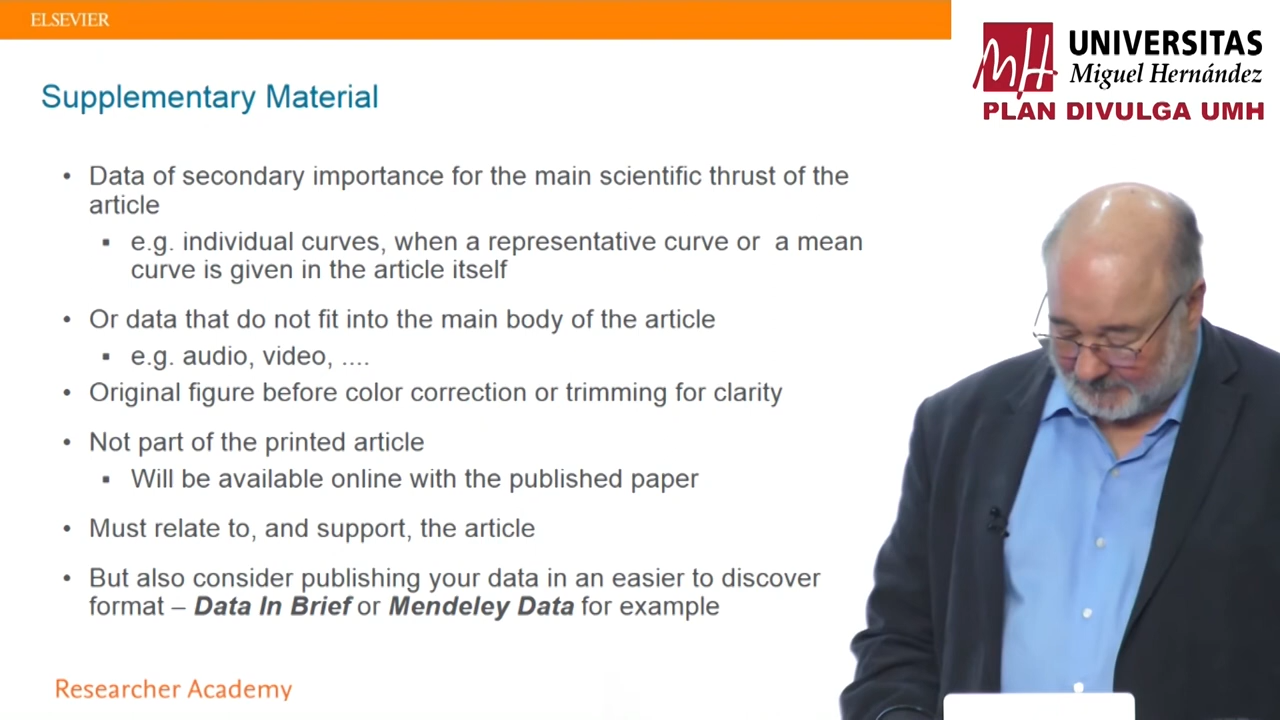 ELSEVIER
UNIVERSITAS
Miguel Hernández
PLAN DIVULGA UMH
Supplementary Material
• Data of secondary importance for the main scientific thrust of the
article
▪ e.g. individual curves, when a representative curve or a mean
curve is given in the article itself
• Or data that do not fit into the main body of the article
▪ e.g. audio, video, ....
• Original figure before color correction or trimming for clarity
• Not part of the printed article
▪ Will be available online with the published paper
• Must relate to, and support, the article
• But also consider publishing your data in an easier to discover
format – Data In Brief or Mendeley Data for example
Researcher Academy